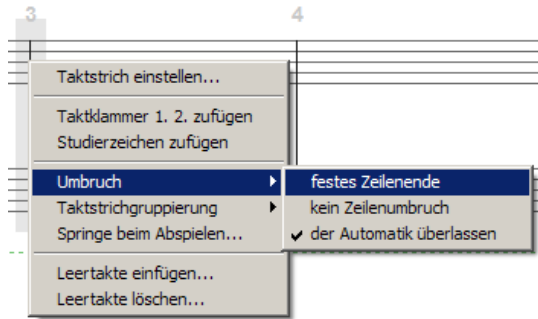 3 4
Taktstrich einstellen...
Taktklammer 1. 2. zufügen
Studierzeichen zufügen
Umbruch festes Zeilenende
Taktstrichgruppierung kein Zeilenumbruch
Springe beim Abspielen... der Automatik überlassen
Leertakte einfügen...
Leertakte löschen...